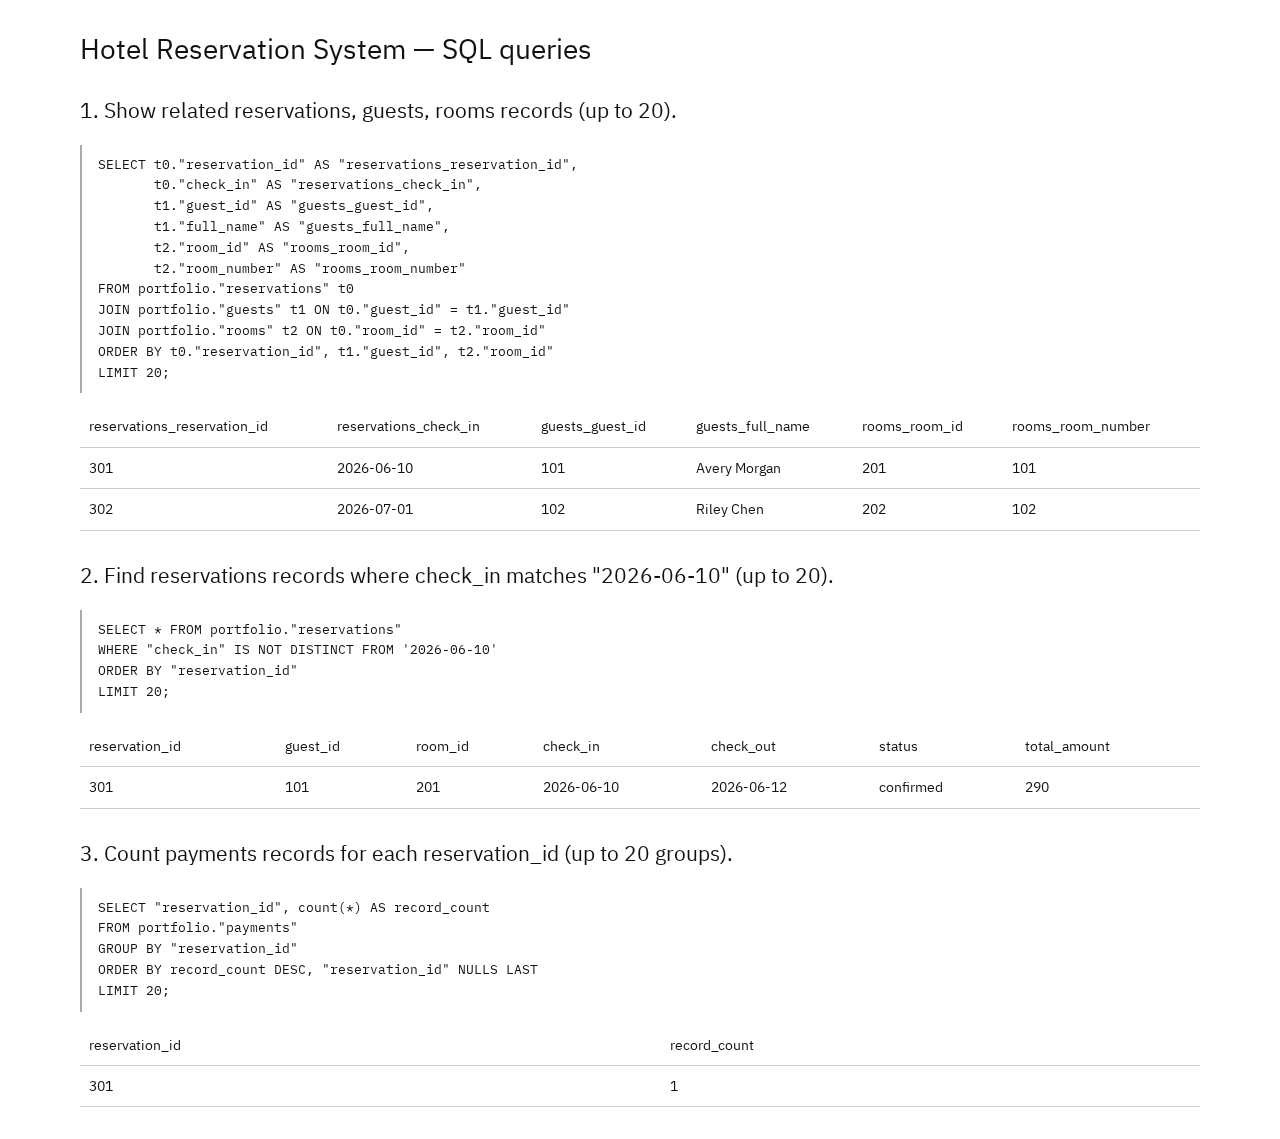 Hotel Reservation System — SQL queries
1. Show related reservations, guests, rooms records (up to 20).
SELECT t0."reservation_id" AS "reservations_reservation_id",
       t0."check_in" AS "reservations_check_in",
       t1."guest_id" AS "guests_guest_id",
       t1."full_name" AS "guests_full_name",
       t2."room_id" AS "rooms_room_id",
       t2."room_number" AS "rooms_room_number"
FROM portfolio."reservations" t0
JOIN portfolio."guests" t1 ON t0."guest_id" = t1."guest_id"
JOIN portfolio."rooms" t2 ON t0."room_id" = t2."room_id"
ORDER BY t0."reservation_id", t1."guest_id", t2."room_id"
LIMIT 20;
reservations_reservation_id reservations_check_in guests_guest_id guests_full_name rooms_room_id rooms_room_number
301 2026-06-10 101 Avery Morgan 201 101
302 2026-07-01 102 Riley Chen 202 102
2. Find reservations records where check_in matches "2026-06-10" (up to 20).
SELECT * FROM portfolio."reservations"
WHERE "check_in" IS NOT DISTINCT FROM '2026-06-10'
ORDER BY "reservation_id"
LIMIT 20;
reservation_id guest_id room_id check_in check_out status total_amount
301 101 201 2026-06-10 2026-06-12 confirmed 290
3. Count payments records for each reservation_id (up to 20 groups).
SELECT "reservation_id", count(*) AS record_count
FROM portfolio."payments"
GROUP BY "reservation_id"
ORDER BY record_count DESC, "reservation_id" NULLS LAST
LIMIT 20;
reservation_id record_count
301 1